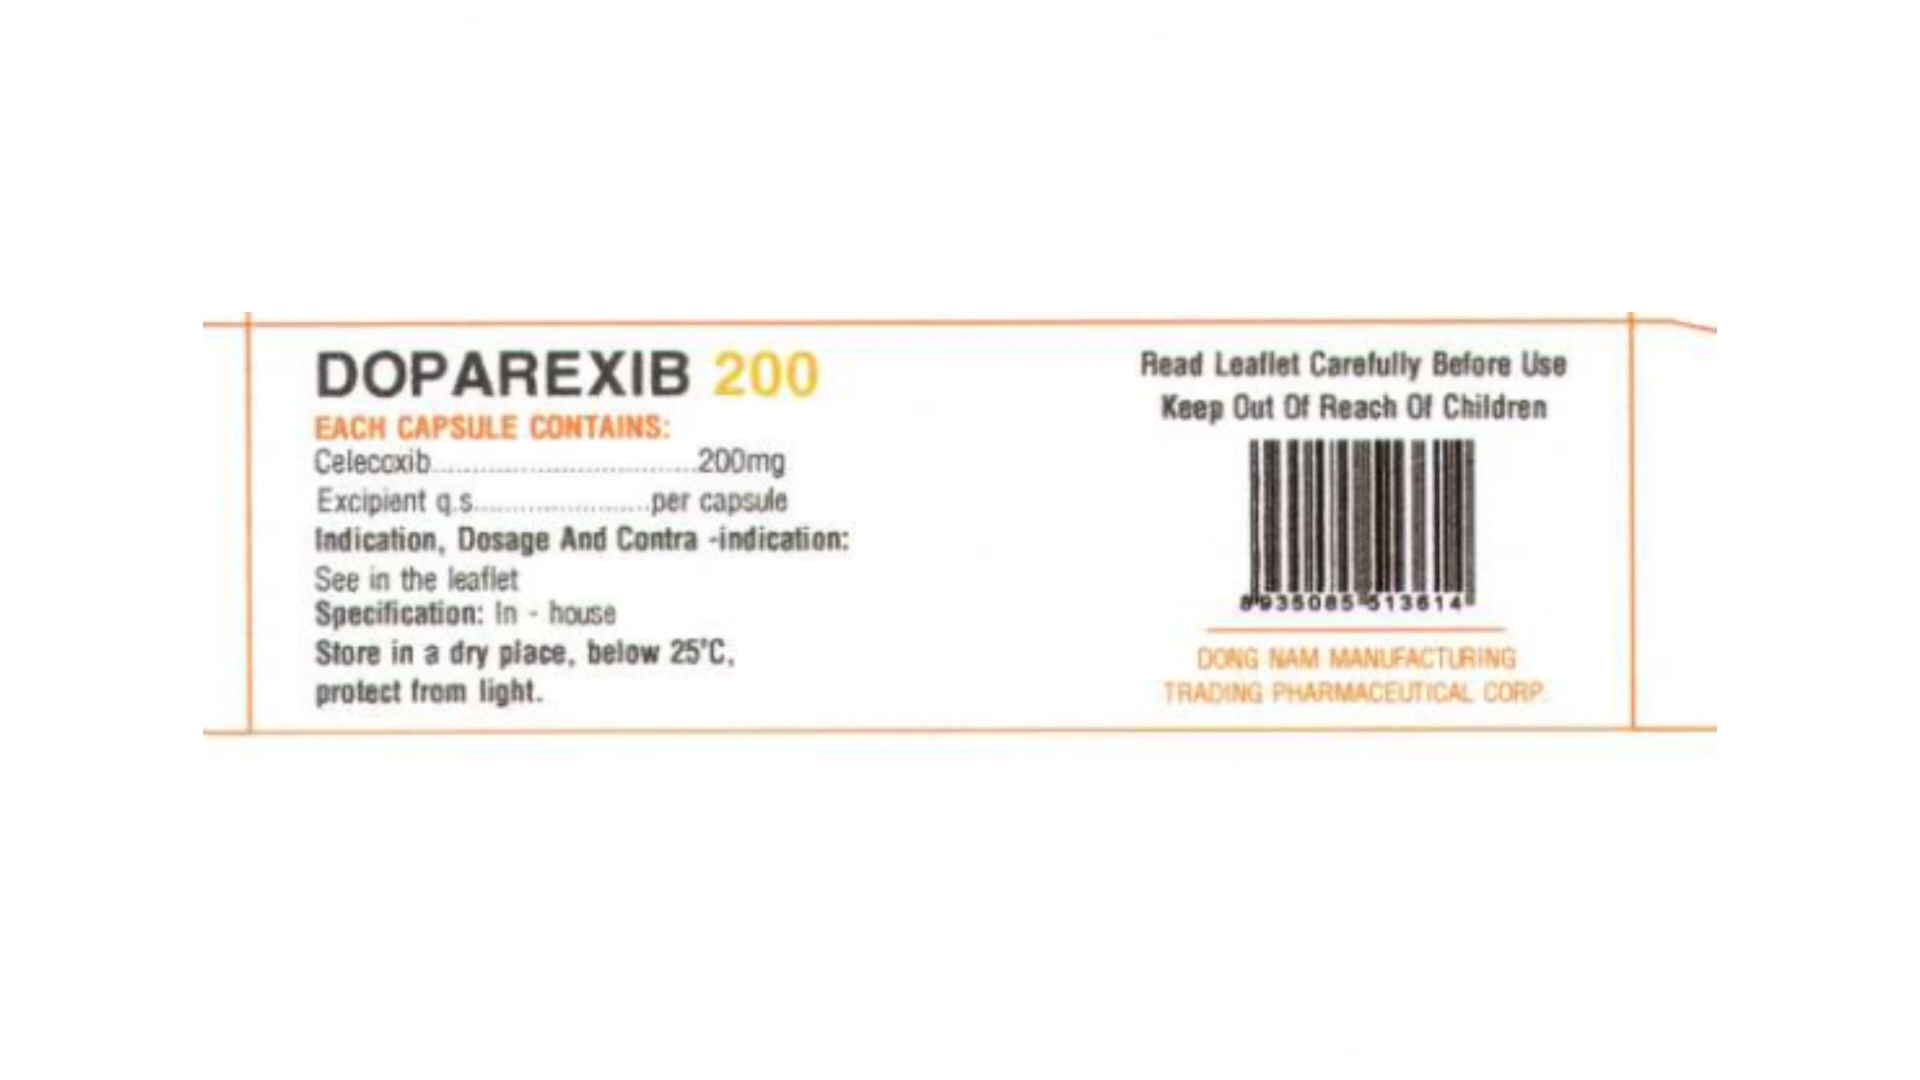 DOPAREXIB 200
EACH CAPSULE CONTAINS:
Celecoxib................................200mg
Excipient q.s......................per capsule
Indication, Dosage And Contra -indication:
See in the leaflet
Specification: In - house
Store in a dry place, below 25°C,
protect from light.
Read Leaflet Carefully Before Use
Keep Out Of Reach Of Children
8 935085 513614
DONG NAM MANUFACTURING
TRADING PHARMACEUTICAL CORP.